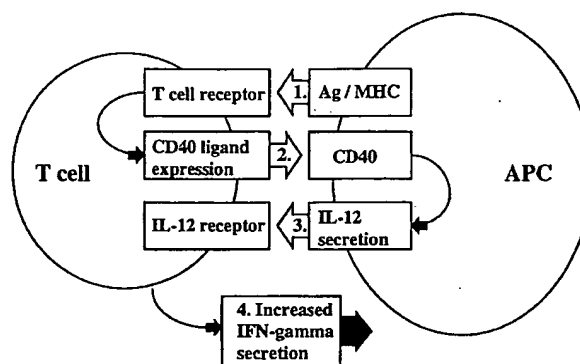 T cell receptor
1.
Ag / MHC
CD40 ligand
expression
2.
CD40
T cell
APC
IL-12 receptor
3.
IL-12
secretion
4. Increased
IFN-gamma
secretion